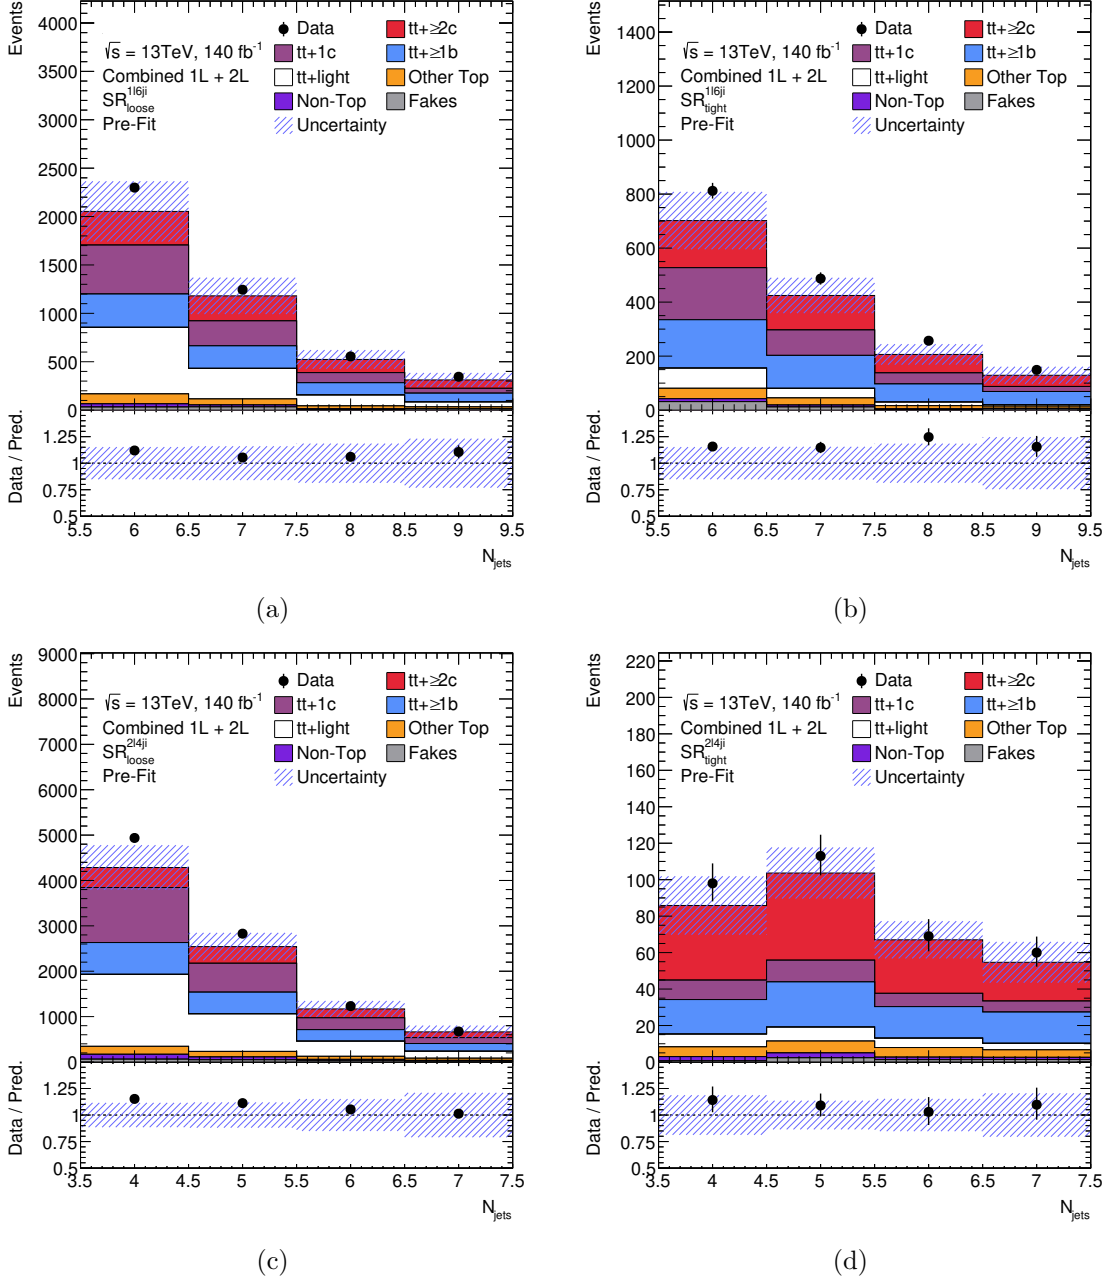 Events
4000
3500
3000
2500
2000
1500
1000
500
0
Data
tt+≥2c
√s = 13TeV, 140 fb⁻¹
tt+1c
tt+≥1b
Combined 1L + 2L
tt+light
Other Top
SR 1l6ji loose
Non-Top
Fakes
Pre-Fit
Uncertainty
Data / Pred.
1.25
1
0.75
0.5
5.5 6 6.5 7 7.5 8 8.5 9 9.5
N jets
(a)
Events
1400
1200
1000
800
600
400
200
0
Data
tt+≥2c
√s = 13TeV, 140 fb⁻¹
tt+1c
tt+≥1b
Combined 1L + 2L
tt+light
Other Top
SR 1l6ji tight
Non-Top
Fakes
Pre-Fit
Uncertainty
Data / Pred.
1.25
1
0.75
0.5
5.5 6 6.5 7 7.5 8 8.5 9 9.5
N jets
(b)
Events
9000
8000
7000
6000
5000
4000
3000
2000
1000
0
Data
tt+≥2c
√s = 13TeV, 140 fb⁻¹
tt+1c
tt+≥1b
Combined 1L + 2L
tt+light
Other Top
SR 2l4ji loose
Non-Top
Fakes
Pre-Fit
Uncertainty
Data / Pred.
1.25
1
0.75
0.5
3.5 4 4.5 5 5.5 6 6.5 7 7.5
N jets
(c)
Events
220
200
180
160
140
120
100
80
60
40
20
0
Data
tt+≥2c
√s = 13TeV, 140 fb⁻¹
tt+1c
tt+≥1b
Combined 1L + 2L
tt+light
Other Top
SR 2l4ji tight
Non-Top
Fakes
Pre-Fit
Uncertainty
Data / Pred.
1.25
1
0.75
0.5
3.5 4 4.5 5 5.5 6 6.5 7 7.5
N jets
(d)